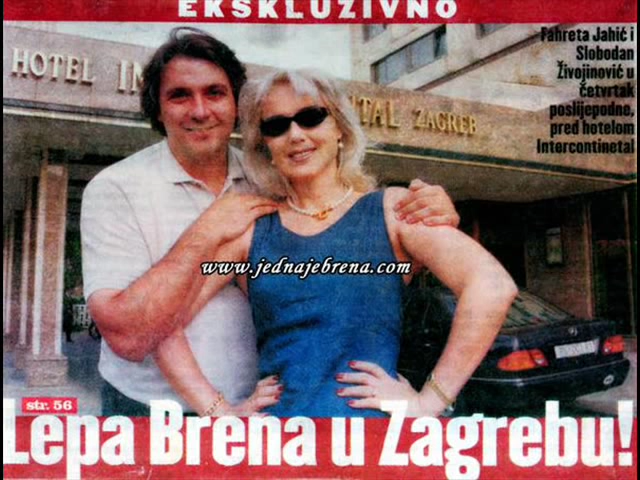 EKSKLUZIVNO
Fahreta Jahić i
Slobodan
Živojinović u
četvrtak
poslijepodne,
pred hotelom
Intercontinetal
HOTEL IN
TAL ZAGREB
www.jednajebrena.com
str. 56
Lepa Brena u Zagrebu!